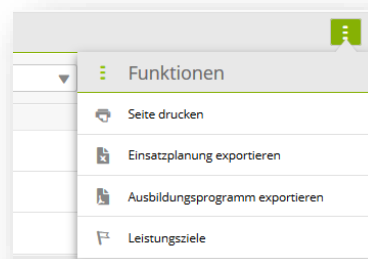 Funktionen
Seite drucken
Einsatzplanung exportieren
Ausbildungsprogramm exportieren
Leistungsziele